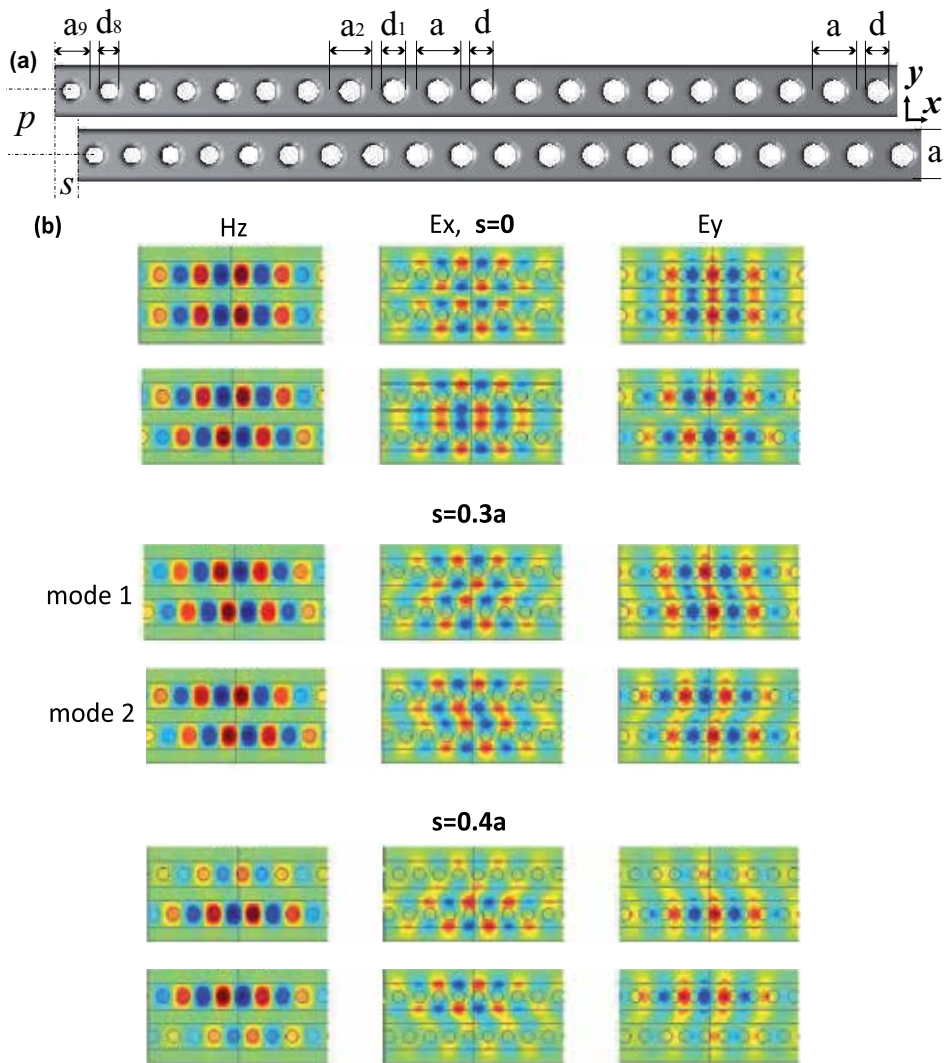 a9 d8 a2 d1 a d a d
(a)
y
x
p
a
s
(b) Hz Ex, s=0 Ey
s=0.3a
mode 1
mode 2
s=0.4a